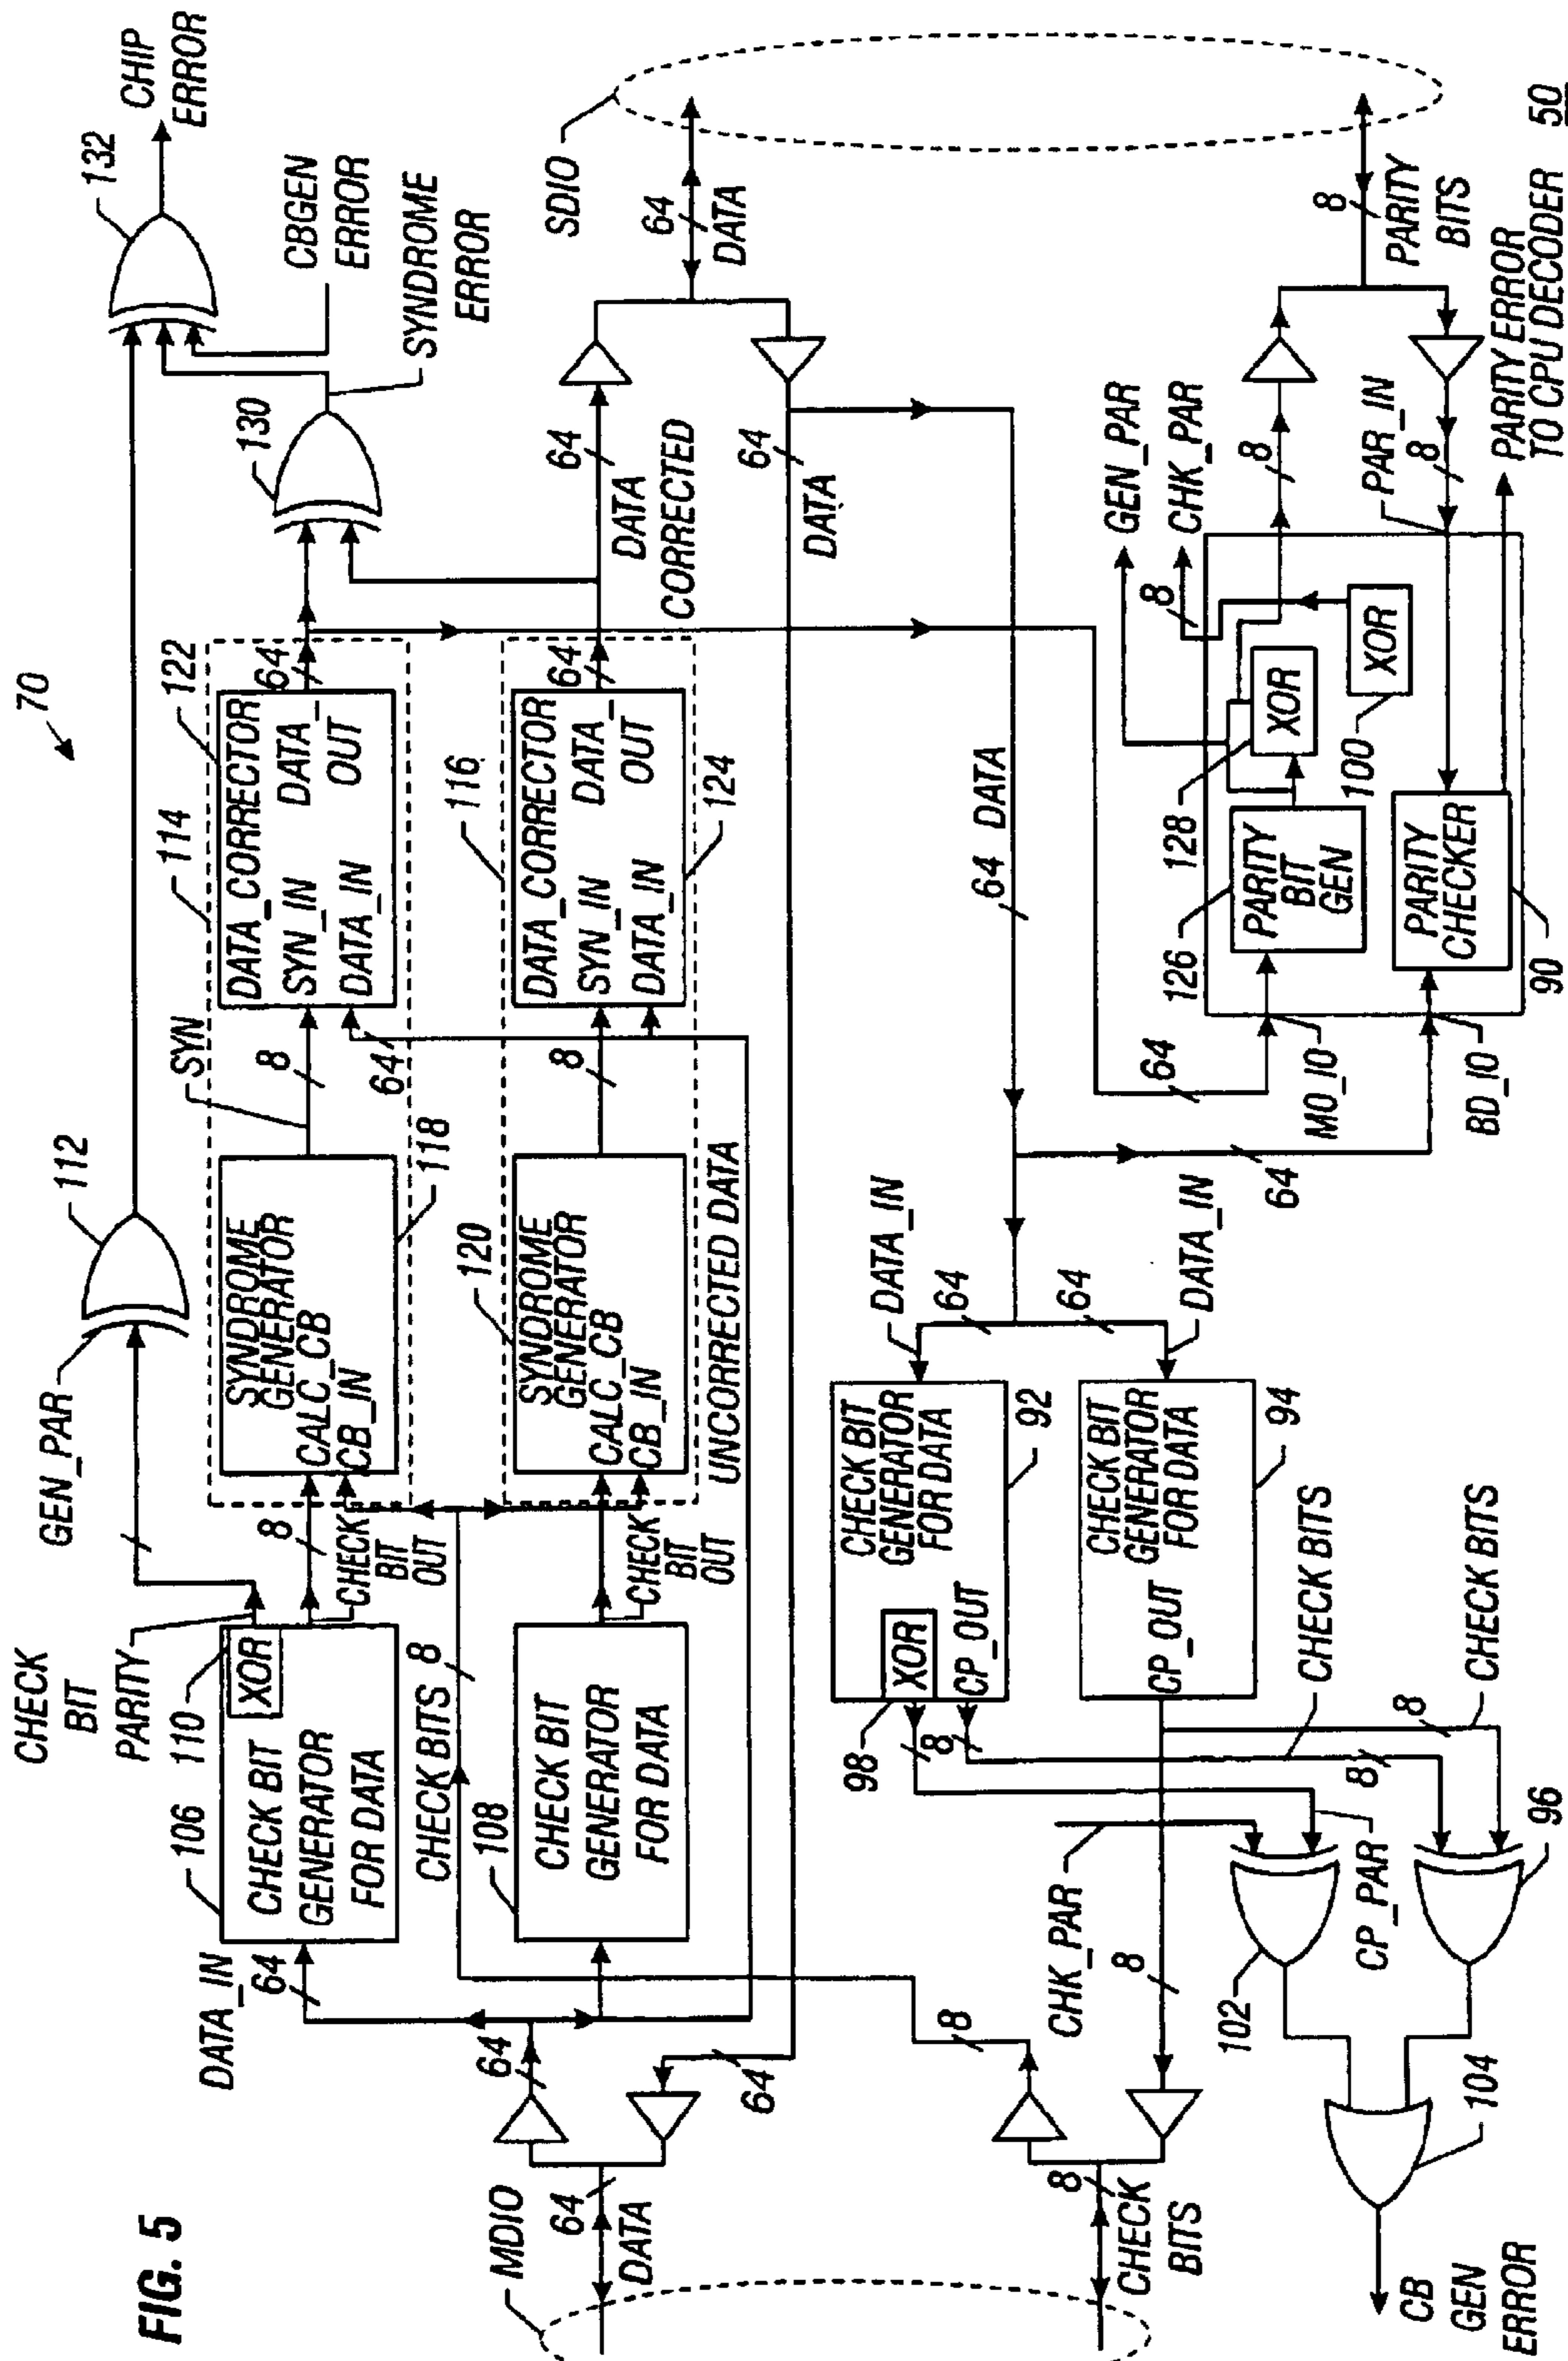 FIG. 5
70
MDIO
64
DATA
8
CHECK
BITS
64
64
DATA_IN
64
106
CHECK BIT
GENERATOR
FOR DATA
110
XOR
CHECK
BIT
PARITY
GEN_PAR
112
8
CHECK
BIT
OUT
CHECK BITS 8
108
CHECK BIT
GENERATOR
FOR DATA
CHECK
BIT
OUT
SYNDROME
GENERATOR
CALC_CB
CB_IN
118
SYN
8
64
114
DATA_CORRECTOR
SYN_IN
DATA_
OUT
DATA_IN
122
64
120
SYNDROME
GENERATOR
CALC_CB
CB_IN
UNCORRECTED DATA
8
116
DATA_CORRECTOR
SYN_IN
DATA_
OUT
DATA_IN
124
64
130
132
CHIP
ERROR
CBGEN
ERROR
SYNDROME
ERROR
64
DATA
CORRECTED
64
DATA
SDIO
64
DATA
8
PARITY
BITS
8
CHK_PAR
8
102
CP_PAR
96
104
CB
GEN
ERROR
98
8
8
CHECK BIT
GENERATOR
FOR DATA
XOR
CP_OUT
92
CHECK BIT
GENERATOR
FOR DATA
CP_OUT
94
CHECK BITS
8
8
CHECK BITS
DATA_IN
64
64
DATA_IN
64 DATA
64
64
MO_IO
BD_IO
126
PARITY
BIT
GEN
128
XOR
100
XOR
PARITY
CHECKER
90
GEN_PAR
CHK_PAR
8
8
PAR_IN
8
PARITY ERROR
TO CPU DECODER
50